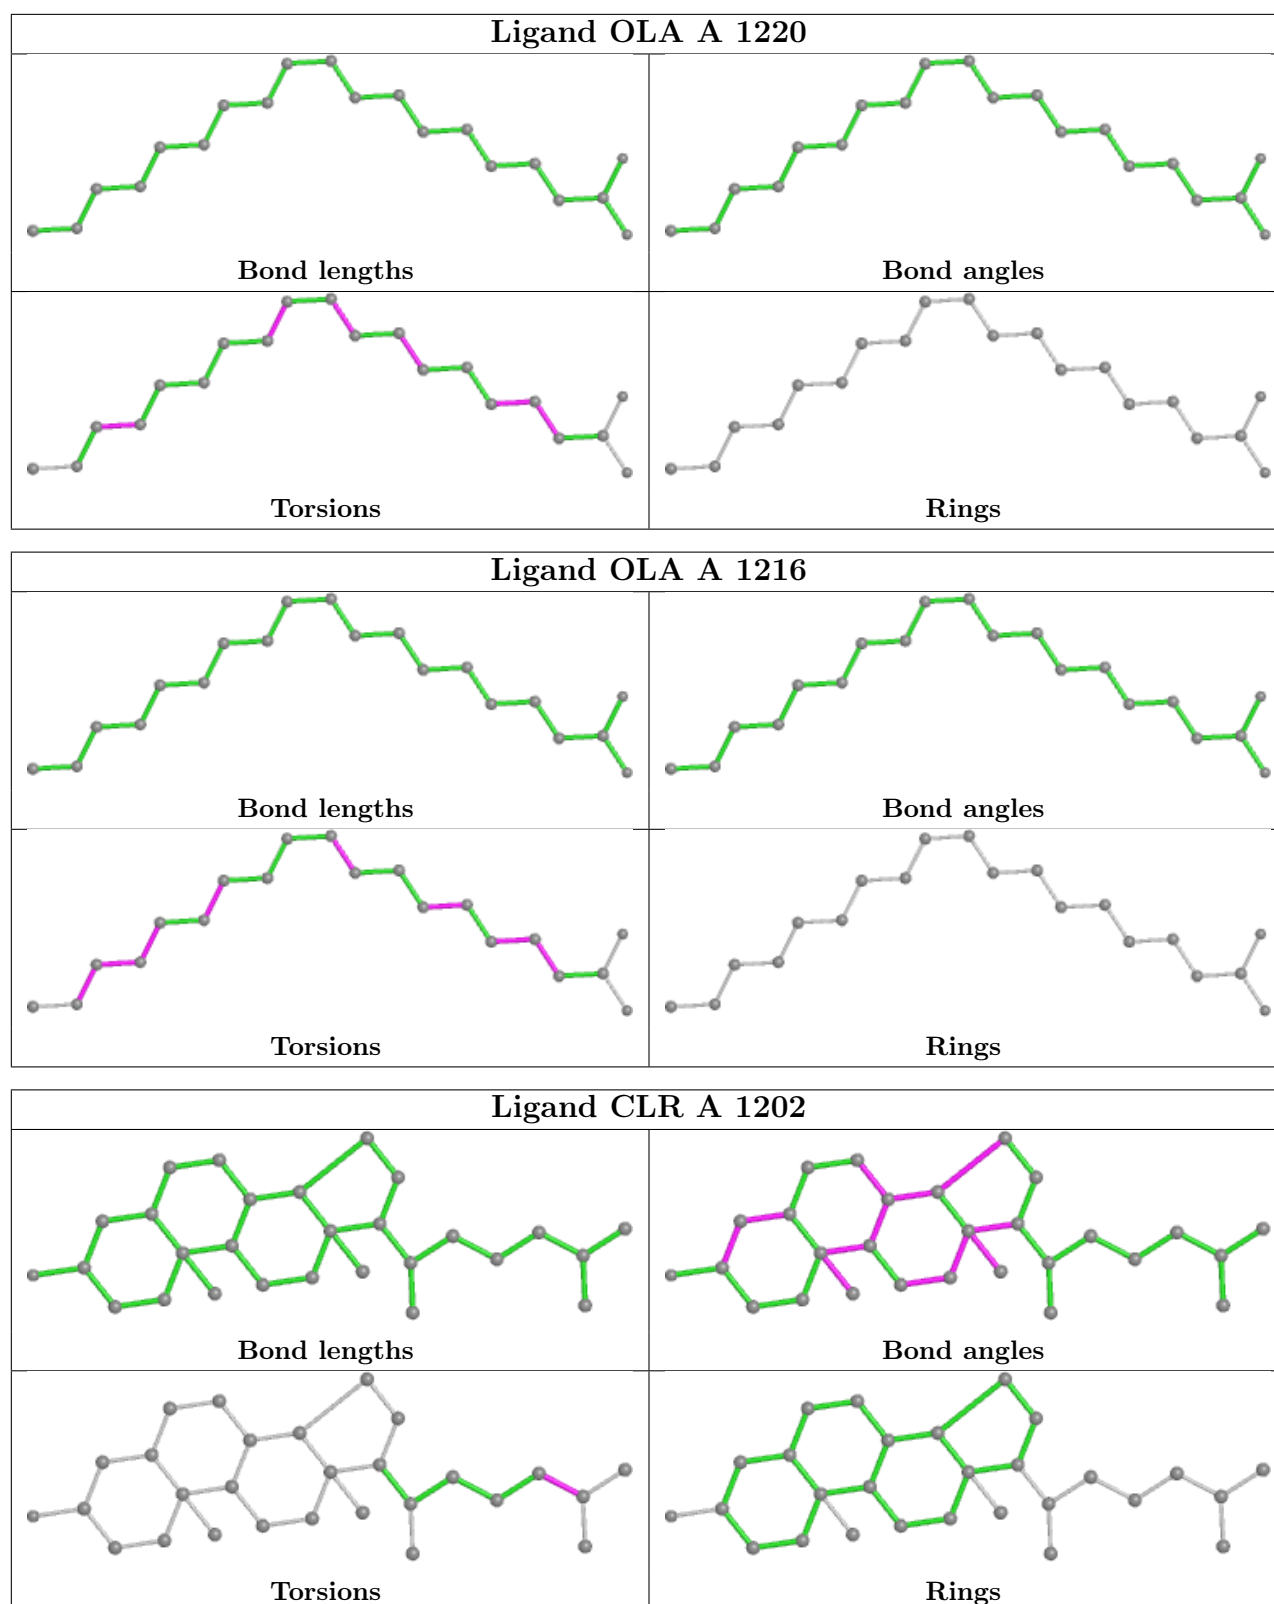 Ligand OLA A 1220
Bond lengths
Bond angles
Torsions
Rings
Ligand OLA A 1216
Bond lengths
Bond angles
Torsions
Rings
Ligand CLR A 1202
Bond lengths
Bond angles
Torsions
Rings